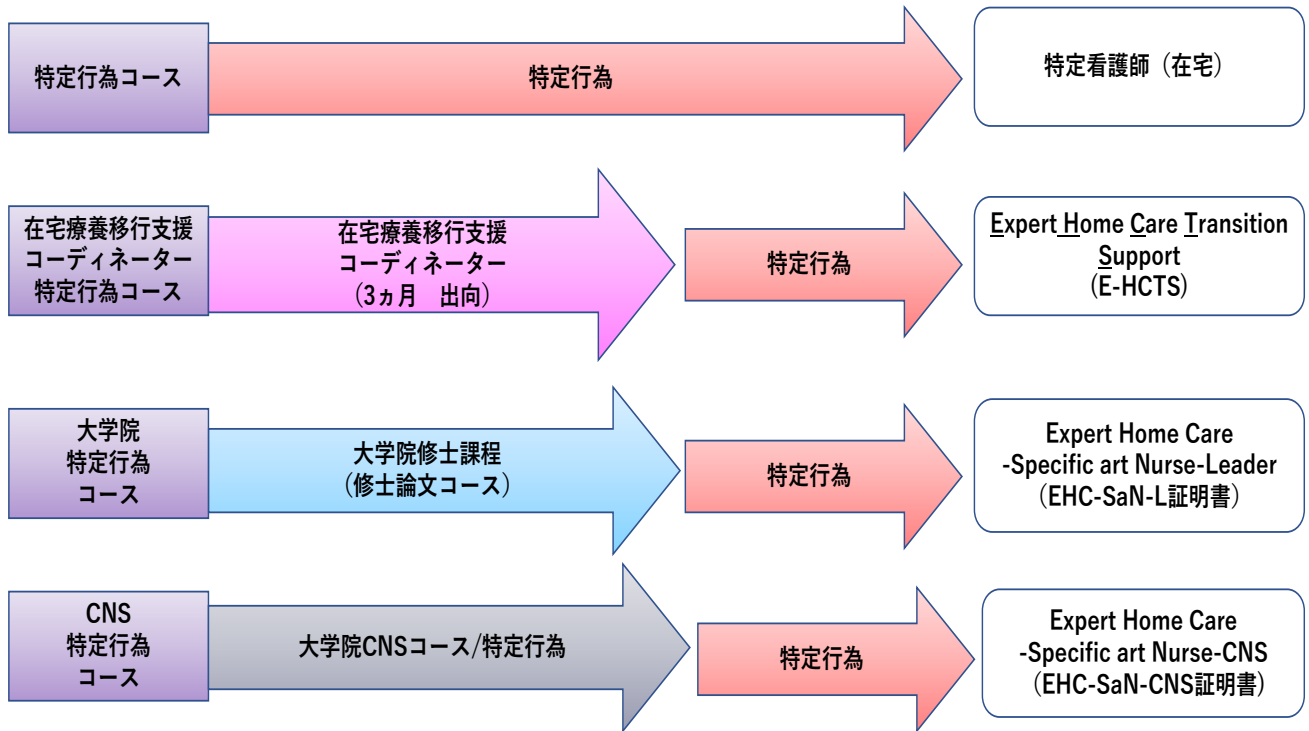 特定行為コース
特定行為
特定看護師（在宅）
在宅療養移行支援
コーディネーター
特定行為コース
在宅療養移行支援
コーディネーター
（3ヵ月　出向）
特定行為
Expert Home Care Transition
Support
（E-HCTS）
大学院
特定行為
コース
大学院修士課程
（修士論文コース）
特定行為
Expert Home Care
-Specific art Nurse-Leader
（EHC-SaN-L証明書）
CNS
特定行為
コース
大学院CNSコース/特定行為
特定行為
Expert Home Care
-Specific art Nurse-CNS
（EHC-SaN-CNS証明書）